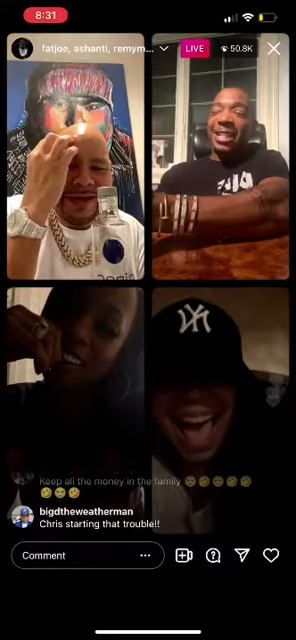 8:31
fatjoe, ashanti, remym...
LIVE
50.8K
Keep all the money in the family 🤣🤣🤣🤣🤣
🤣😂🤣
bigdtheweatherman
Chris starting that trouble!!
Comment